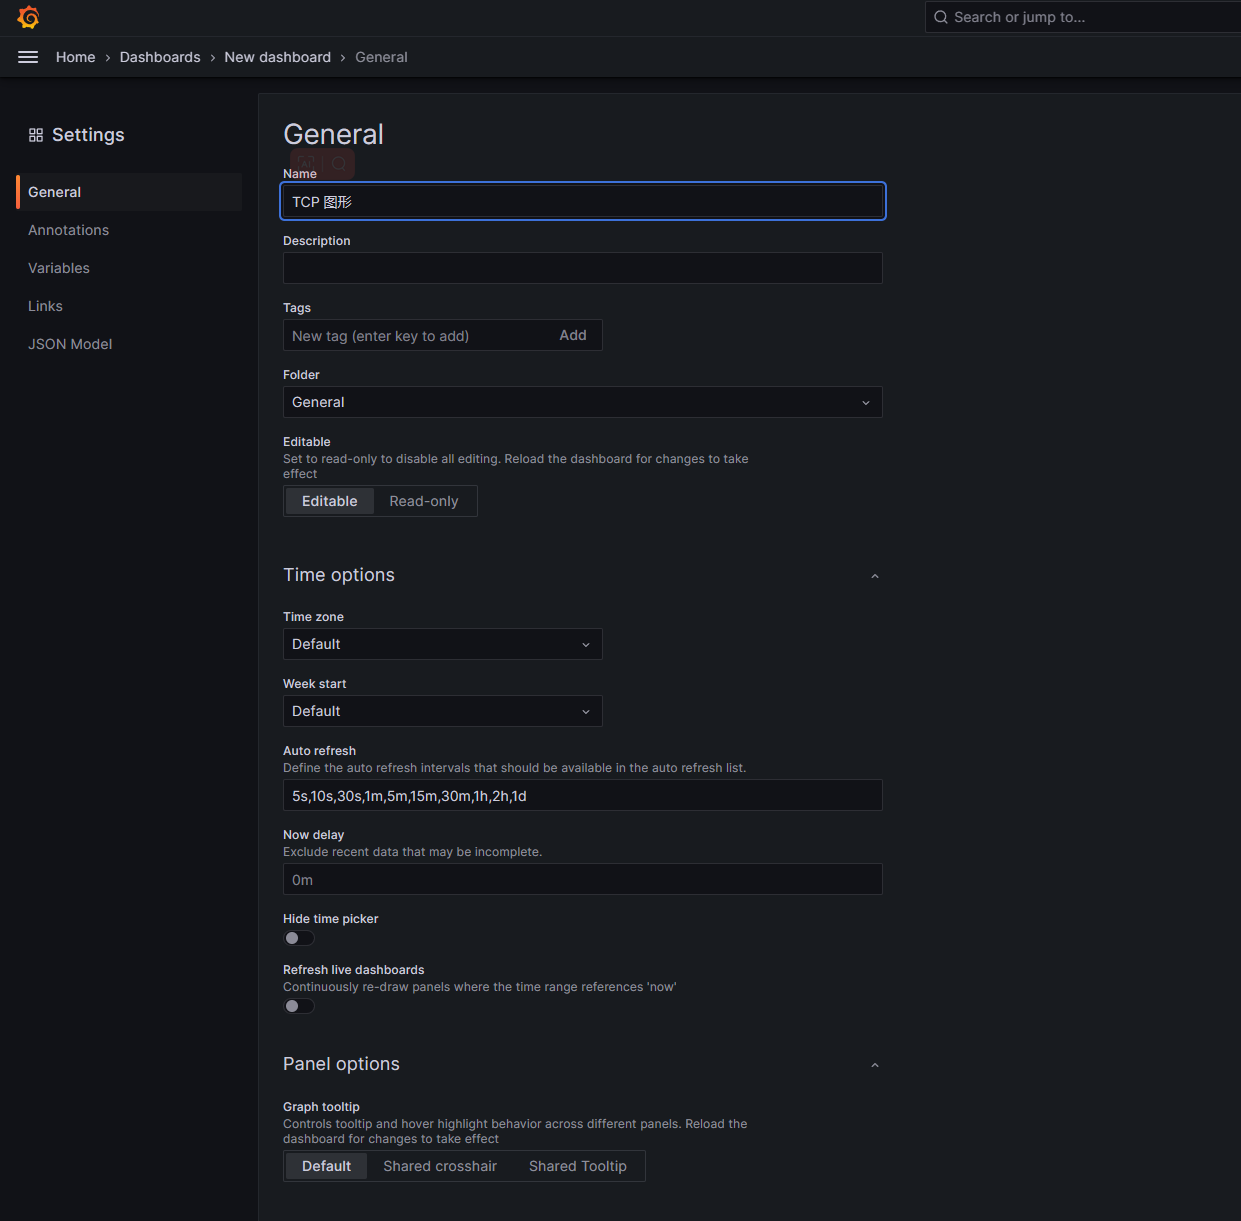 Search or jump to...
Home › Dashboards › New dashboard › General
Settings
General
Annotations
Variables
Links
JSON Model
General
Name
TCP 图形
Description
Tags
New tag (enter key to add)
Add
Folder
General
Editable
Set to read-only to disable all editing. Reload the dashboard for changes to take
effect
Editable
Read-only
Time options
Time zone
Default
Week start
Default
Auto refresh
Define the auto refresh intervals that should be available in the auto refresh list.
5s,10s,30s,1m,5m,15m,30m,1h,2h,1d
Now delay
Exclude recent data that may be incomplete.
0m
Hide time picker
Refresh live dashboards
Continuously re-draw panels where the time range references 'now'
Panel options
Graph tooltip
Controls tooltip and hover highlight behavior across different panels. Reload the
dashboard for changes to take effect
Default
Shared crosshair
Shared Tooltip